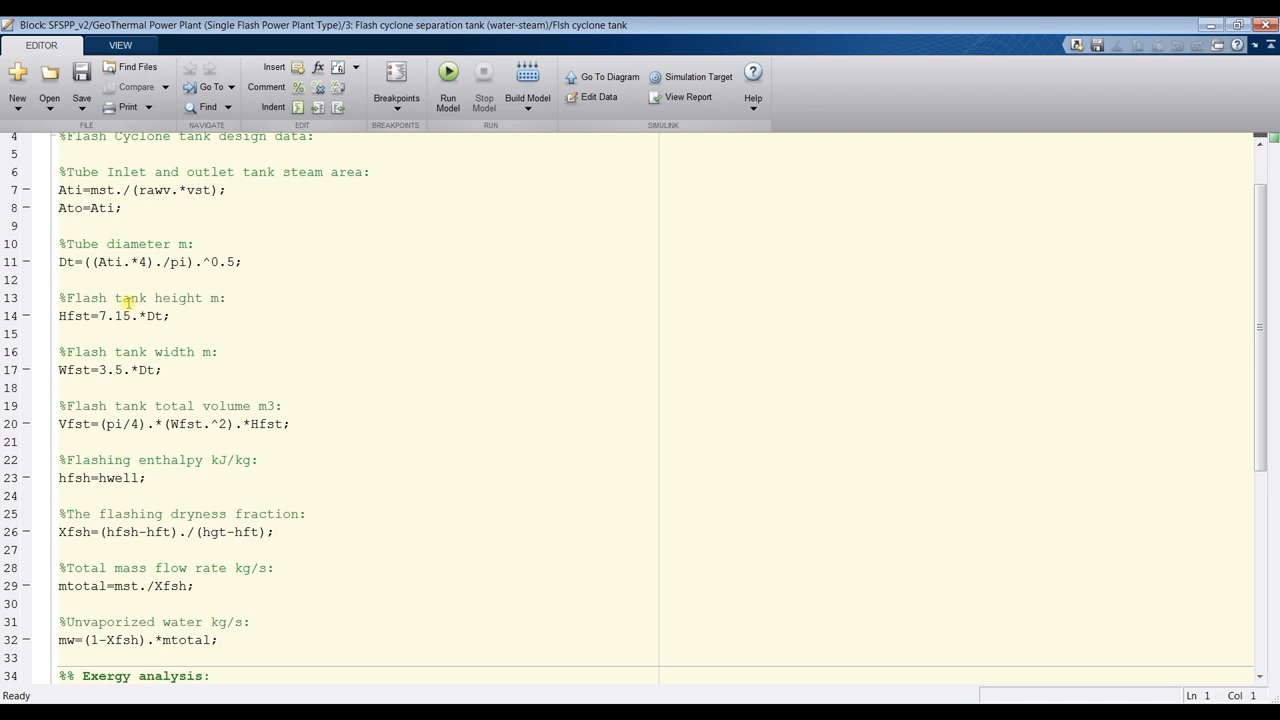 Block: SFSPP_v2/GeoThermal Power Plant (Single Flash Power Plant Type)/3: Flash cyclone separation tank (water-steam)/Flsh cyclone tank
EDITOR VIEW
New Open Save Find Files Compare Print
FILE
Go To Find
NAVIGATE
Insert Comment Indent
EDIT
Breakpoints
BREAKPOINTS
Run Model Stop Model Build Model
RUN
Go To Diagram Simulation Target
Edit Data View Report
Help
SIMULINK
4 %Flash Cyclone tank design data:
5
6 %Tube Inlet and outlet tank steam area:
7 Ati=mst./(rawv.*vst);
8 Ato=Ati;
9
10 %Tube diameter m:
11 Dt=((Ati.*4)./pi).^0.5;
12
13 %Flash tank height m:
14 Hfst=7.15.*Dt;
15
16 %Flash tank width m:
17 Wfst=3.5.*Dt;
18
19 %Flash tank total volume m3:
20 Vfst=(pi/4).*(Wfst.^2).*Hfst;
21
22 %Flashing enthalpy kJ/kg:
23 hfsh=hwell;
24
25 %The flashing dryness fraction:
26 Xfsh=(hfsh-hft)./(hgt-hft);
27
28 %Total mass flow rate kg/s:
29 mtotal=mst./Xfsh;
30
31 %Unvaporized water kg/s:
32 mw=(1-Xfsh).*mtotal;
33
34 %% Exergy analysis:
Ready
Ln 1 Col 1